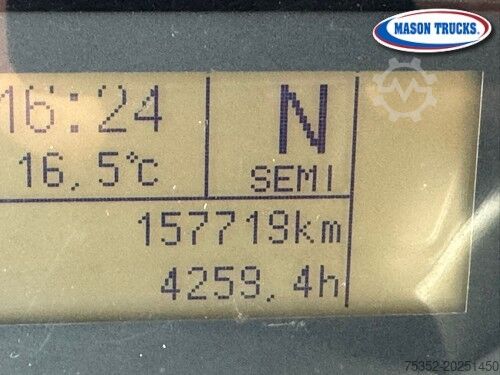 MASON TRUCKS.
16:24
N
16,5°C
SEMI
157719km
4259,4h
75352-20251450